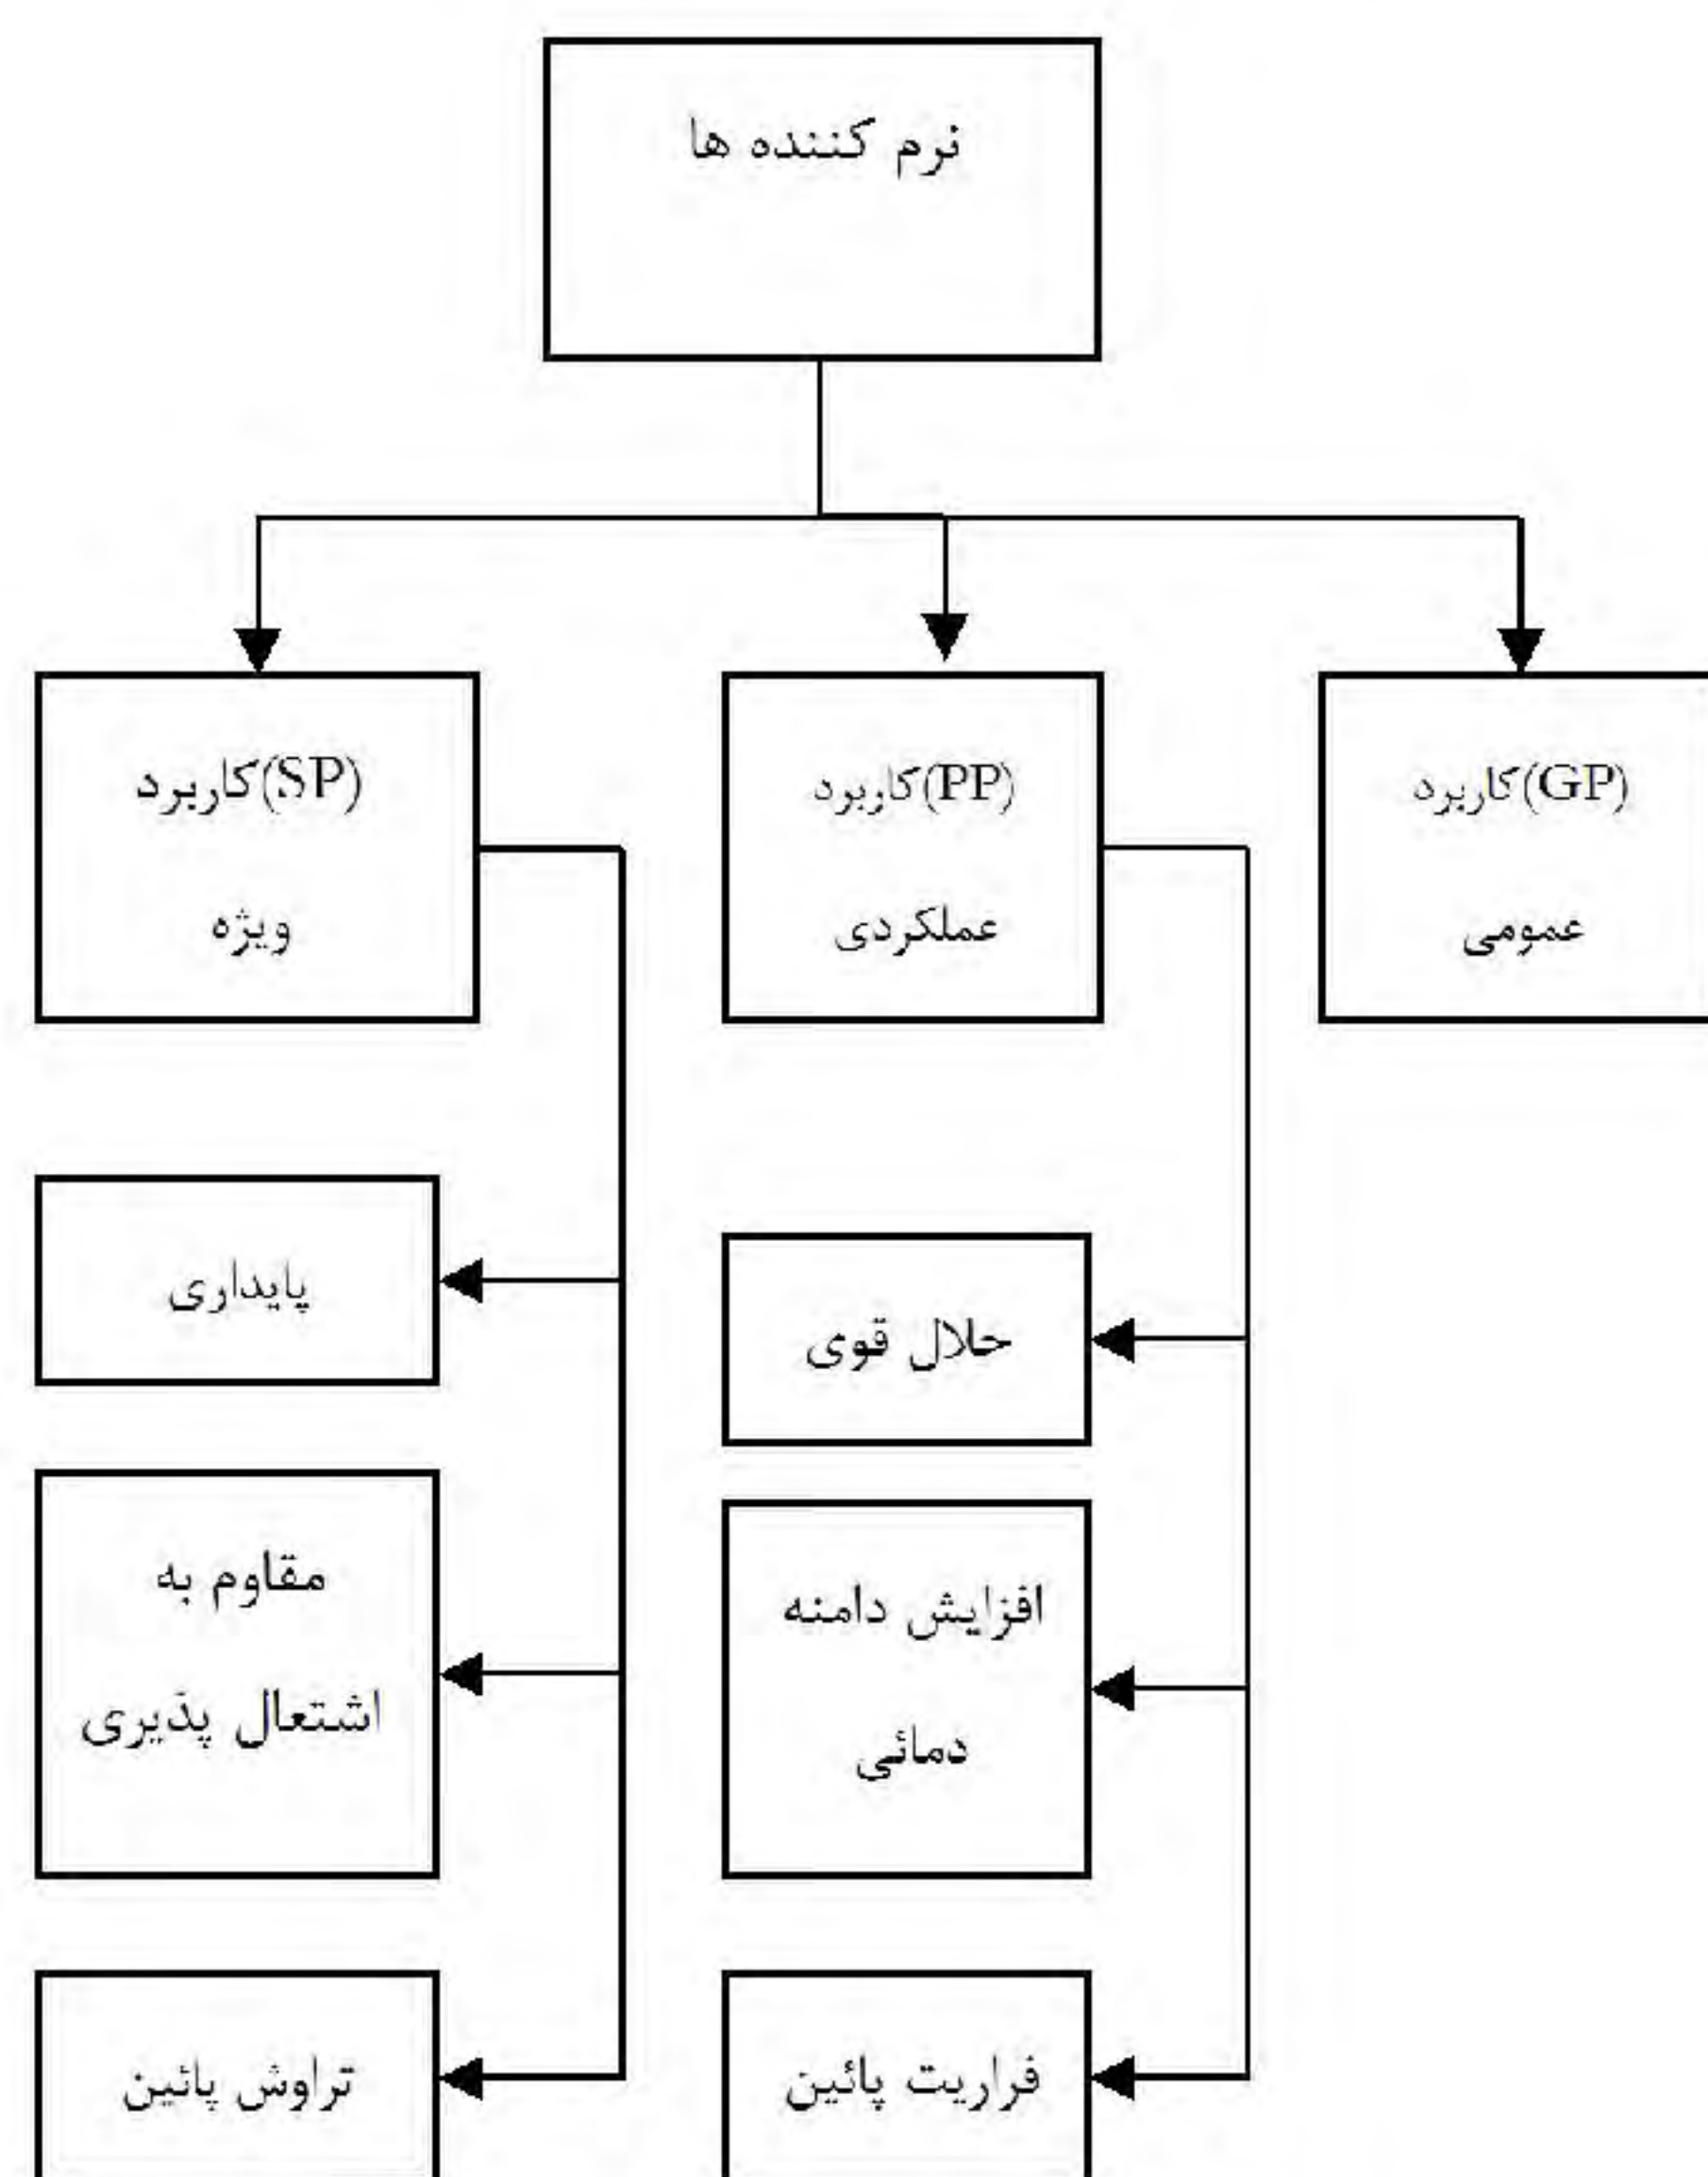 نرم کننده ها
(GP)کاربرد
عمومی
(PP)کاربرد
عملکردی
(SP)کاربرد
ویژه
حلال قوی
افزایش دامنه
دمائی
فراریت پائین
پایداری
مقاوم به
اشتعال پذیری
تراوش پائین